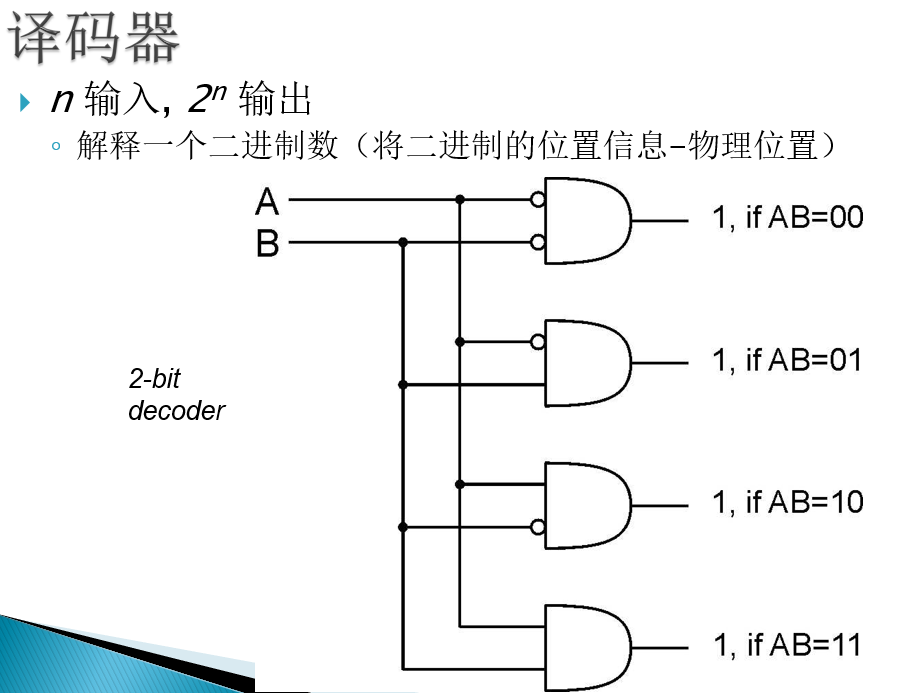 译码器
n 输入, 2ⁿ 输出
解释一个二进制数（将二进制的位置信息–物理位置）
A
B
1, if AB=00
1, if AB=01
2-bit
decoder
1, if AB=10
1, if AB=11